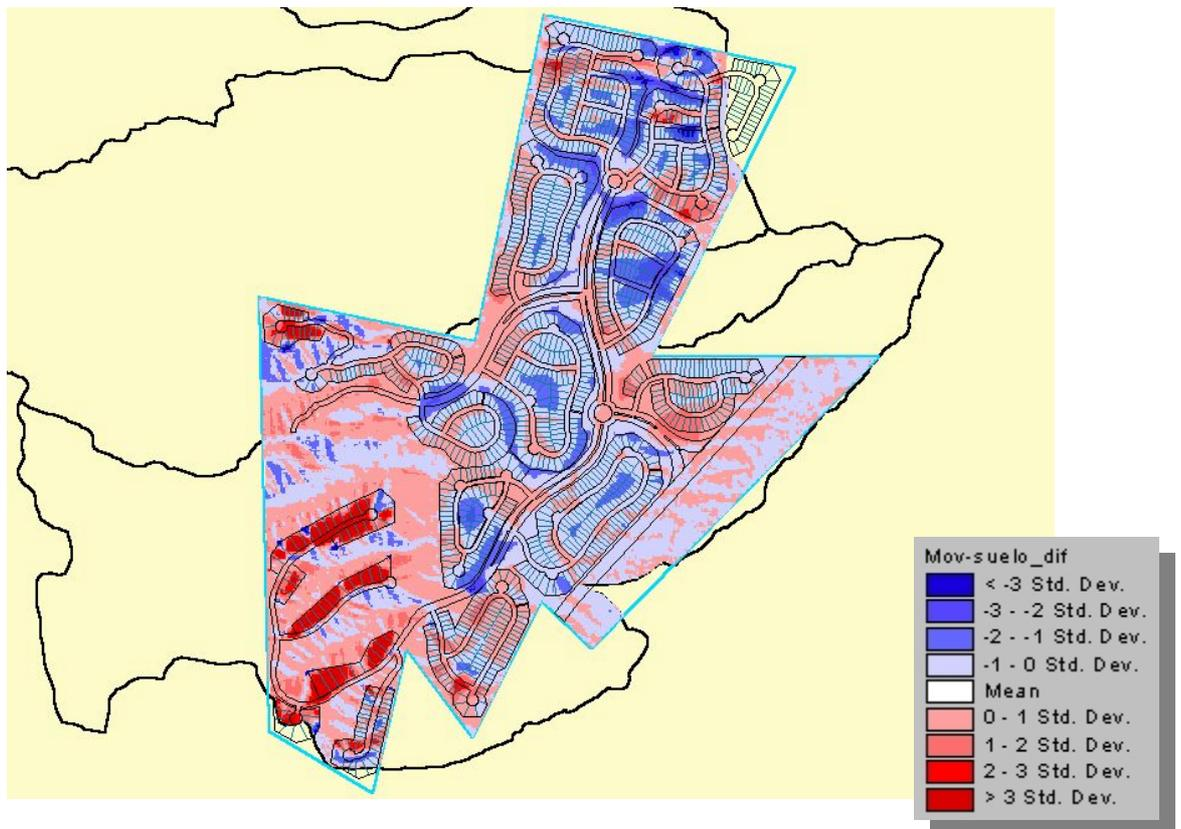 Mov-suelo_dif
< -3 Std. Dev.
-3 - -2 Std. Dev.
-2 - -1 Std. Dev.
-1 - 0 Std. Dev.
Mean
0 - 1 Std. Dev.
1 - 2 Std. Dev.
2 - 3 Std. Dev.
> 3 Std. Dev.